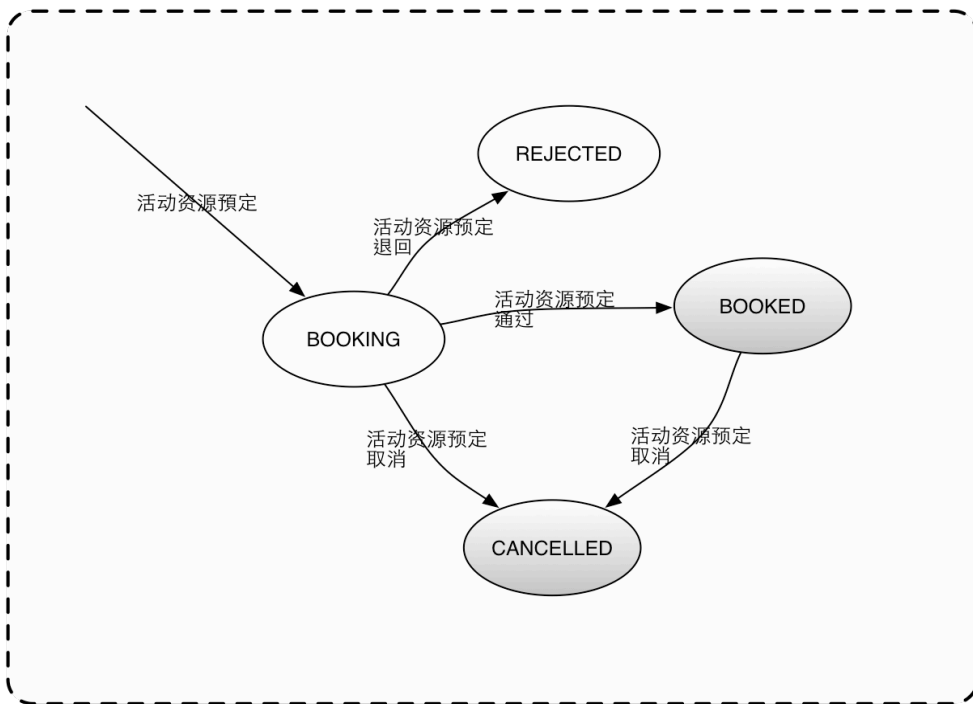 REJECTED
活动资源预定
活动资源预定
退回
活动资源预定
通过
BOOKED
BOOKING
活动资源预定
取消
活动资源预定
取消
CANCELLED